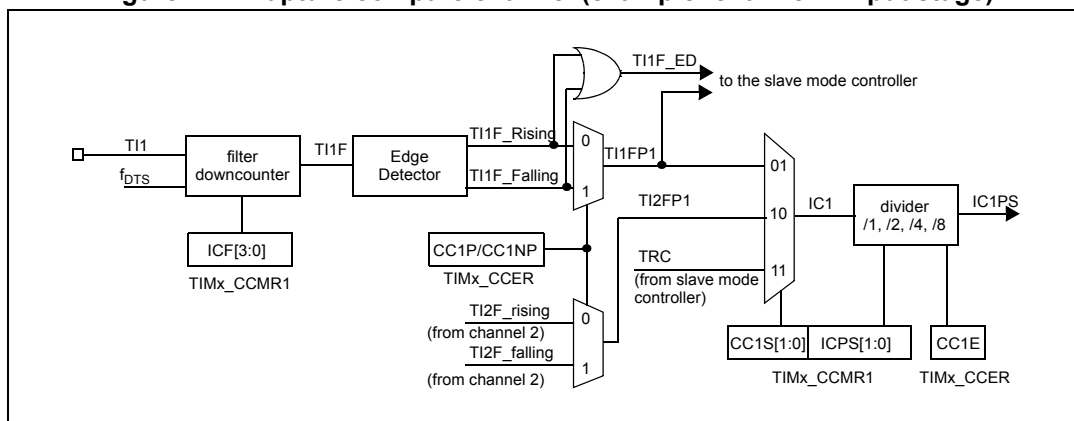 TI1F_ED
to the slave mode controller
TI1
fDTS
filter
downcounter
TI1F
Edge
Detector
TI1F_Rising
TI1F_Falling
0
1
TI1FP1
01
TI2FP1
10
IC1
divider
/1, /2, /4, /8
IC1PS
ICF[3:0]
TIMx_CCMR1
CC1P/CC1NP
TIMx_CCER
TRC
11
(from slave mode
controller)
TI2F_rising
0
(from channel 2)
TI2F_falling
1
(from channel 2)
CC1S[1:0]
ICPS[1:0]
CC1E
TIMx_CCMR1
TIMx_CCER